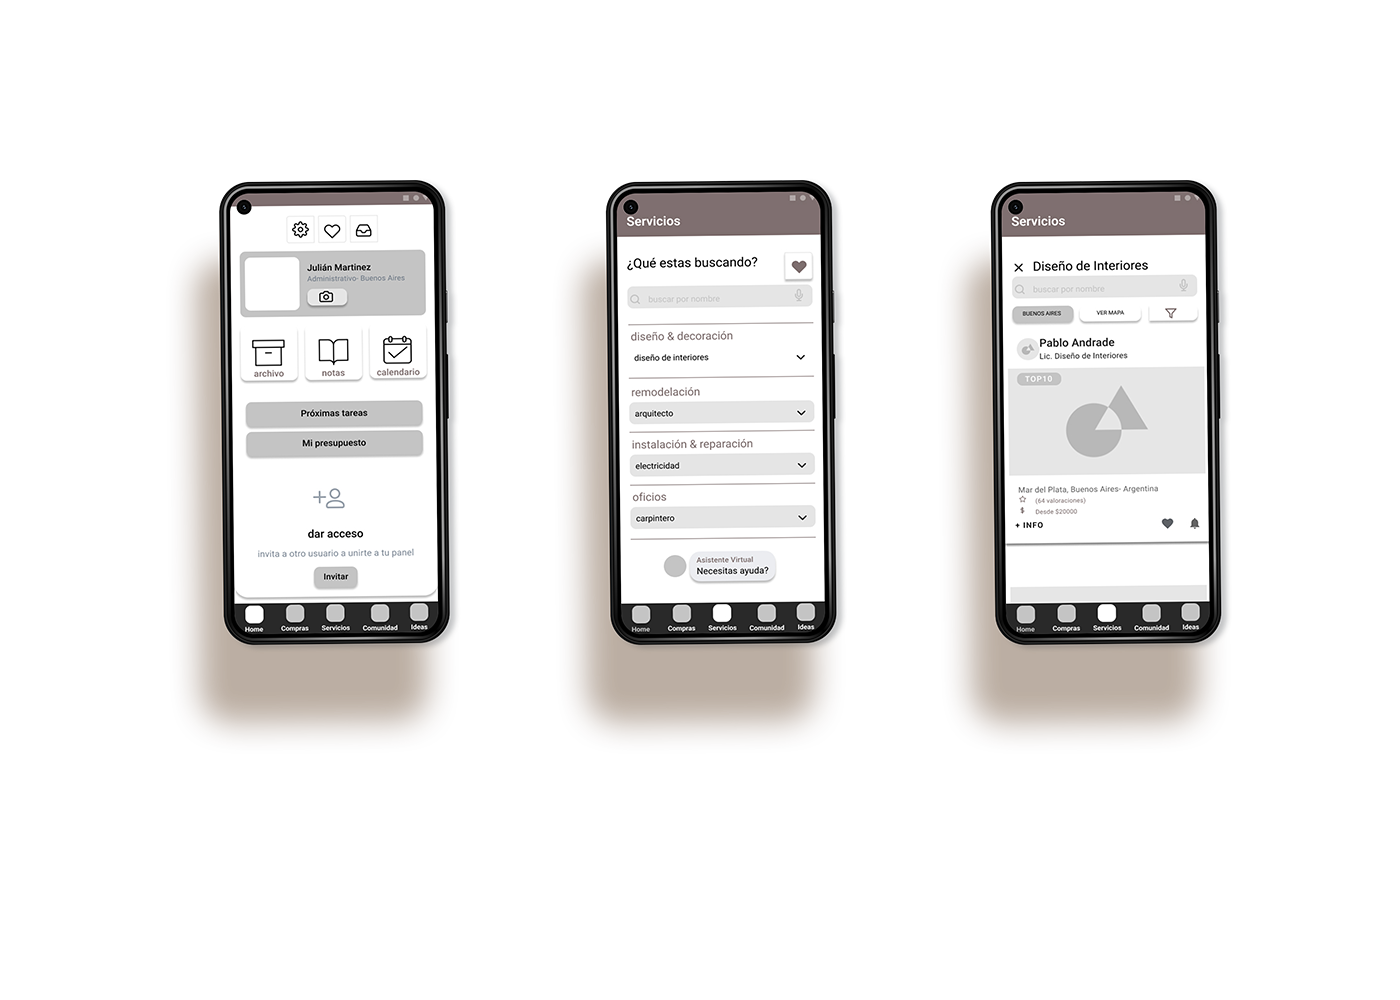 Julián Martinez
Administrativo- Buenos Aires
archivo
notas
calendario
Próximas tareas
Mi presupuesto
dar acceso
invita a otro usuario a unirte a tu panel
Invitar
Home
Compras
Servicios
Comunidad
Ideas
Servicios
¿Qué estas buscando?
buscar por nombre
diseño & decoración
diseño de interiores
remodelación
arquitecto
instalación & reparación
electricidad
oficios
carpintero
Asistente Virtual
Necesitas ayuda?
Home
Compras
Servicios
Comunidad
Ideas
Servicios
Diseño de Interiores
buscar por nombre
BUENOS AIRES
VER MAPA
Pablo Andrade
Lic. Diseño de Interiores
TOP10
Mar del Plata, Buenos Aires- Argentina
(64 valoraciones)
$ Desde $20000
+ INFO
Home
Compras
Servicios
Comunidad
Ideas